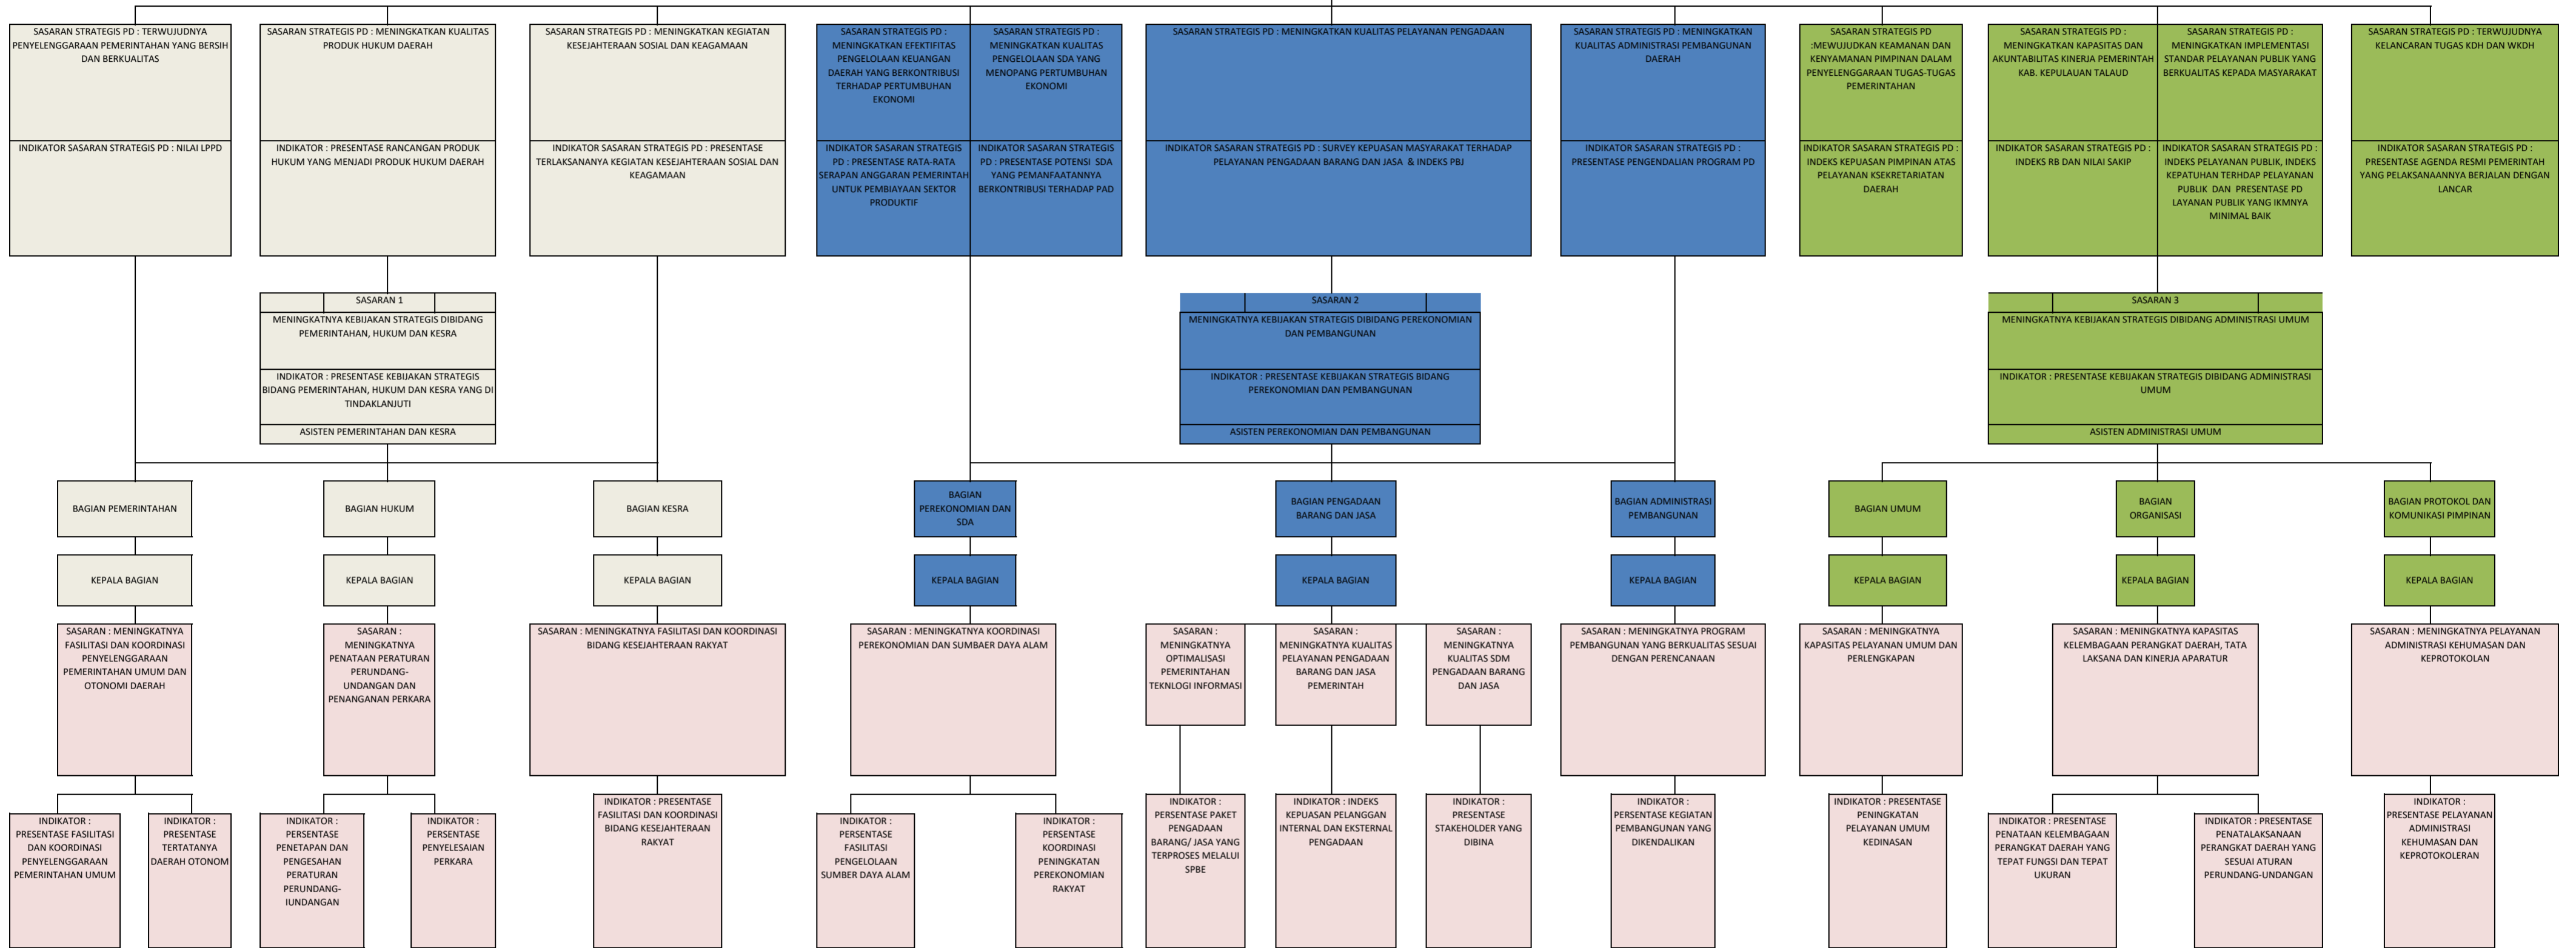 SASARAN STRATEGIS PD : TERWUJUDNYA
PENYELENGGARAAN PEMERINTAHAN YANG BERSIH
DAN BERKUALITAS
INDIKATOR SASARAN STRATEGIS PD : NILAI LPPD
SASARAN STRATEGIS PD : MENINGKATKAN KUALITAS
PRODUK HUKUM DAERAH
INDIKATOR : PRESENTASE RANCANGAN PRODUK
HUKUM YANG MENJADI PRODUK HUKUM DAERAH
SASARAN STRATEGIS PD : MENINGKATKAN KEGIATAN
KESEJAHTERAAN SOSIAL DAN KEAGAMAAN
INDIKATOR SASARAN STRATEGIS PD : PRESENTASE
TERLAKSANANYA KEGIATAN KESEJAHTERAAN SOSIAL DAN
KEAGAMAAN
SASARAN STRATEGIS PD :
MENINGKATKAN EFEKTIFITAS
PENGELOLAAN KEUANGAN
DAERAH YANG BERKONTRIBUSI
TERHADAP PERTUMBUHAN
EKONOMI
INDIKATOR SASARAN STRATEGIS
PD : PRESENTASE RATA-RATA
SERAPAN ANGGARAN PEMERINTAH
UNTUK PEMBIAYAAN SEKTOR
PRODUKTIF
SASARAN STRATEGIS PD :
MENINGKATKAN KUALITAS
PENGELOLAAN SDA YANG
MENOPANG PERTUMBUHAN
EKONOMI
INDIKATOR SASARAN STRATEGIS
PD : PRESENTASE POTENSI SDA
YANG PEMANFAATANNYA
BERKONTRIBUSI TERHADAP PAD
SASARAN STRATEGIS PD : MENINGKATKAN KUALITAS PELAYANAN PENGADAAN
INDIKATOR SASARAN STRATEGIS PD : SURVEY KEPUASAN MASYARAKAT TERHADAP
PELAYANAN PENGADAAN BARANG DAN JASA & INDEKS PBJ
SASARAN STRATEGIS PD : MENINGKATKAN
KUALITAS ADMINISTRASI PEMBANGUNAN
DAERAH
INDIKATOR SASARAN STRATEGIS PD :
PRESENTASE PENGENDALIAN PROGRAM PD
SASARAN STRATEGIS PD
:MEWUJUDKAN KEAMANAN DAN
KENYAMANAN PIMPINAN DALAM
PENYELENGGARAAN TUGAS-TUGAS
PEMERINTAHAN
INDIKATOR SASARAN STRATEGIS PD :
INDEKS KEPUASAN PIMPINAN ATAS
PELAYANAN KSEKRETARIATAN
DAERAH
SASARAN STRATEGIS PD :
MENINGKATKAN KAPASITAS DAN
AKUNTABILITAS KINERJA PEMERINTAH
KAB. KEPULAUAN TALAUD
INDIKATOR SASARAN STRATEGIS PD :
INDEKS RB DAN NILAI SAKIP
SASARAN STRATEGIS PD :
MENINGKATKAN IMPLEMENTASI
STANDAR PELAYANAN PUBLIK YANG
BERKUALITAS KEPADA MASYARAKAT
INDIKATOR SASARAN STRATEGIS PD :
INDEKS PELAYANAN PUBLIK, INDEKS
KEPATUHAN TERHDAP PELAYANAN
PUBLIK DAN PRESENTASE PD
LAYANAN PUBLIK YANG IKMNYA
MINIMAL BAIK
SASARAN STRATEGIS PD : TERWUJUDNYA
KELANCARAN TUGAS KDH DAN WKDH
INDIKATOR SASARAN STRATEGIS PD :
PRESENTASE AGENDA RESMI PEMERINTAH
YANG PELAKSANAANNYA BERJALAN DENGAN
LANCAR
SASARAN 1
MENINGKATNYA KEBIJAKAN STRATEGIS DIBIDANG
PEMERINTAHAN, HUKUM DAN KESRA
INDIKATOR : PRESENTASE KEBIJAKAN STRATEGIS
BIDANG PEMERINTAHAN, HUKUM DAN KESRA YANG DI
TINDAKLANJUTI
ASISTEN PEMERINTAHAN DAN KESRA
SASARAN 2
MENINGKATNYA KEBIJAKAN STRATEGIS DIBIDANG PEREKONOMIAN
DAN PEMBANGUNAN
INDIKATOR : PRESENTASE KEBIJAKAN STRATEGIS BIDANG
PEREKONOMIAN DAN PEMBANGUNAN
ASISTEN PEREKONOMIAN DAN PEMBANGUNAN
SASARAN 3
MENINGKATNYA KEBIJAKAN STRATEGIS DIBIDANG ADMINISTRASI UMUM
INDIKATOR : PRESENTASE KEBIJAKAN STRATEGIS DIBIDANG ADMINISTRASI
UMUM
ASISTEN ADMINISTRASI UMUM
BAGIAN PEMERINTAHAN
BAGIAN HUKUM
BAGIAN KESRA
BAGIAN
PEREKONOMIAN DAN
SDA
BAGIAN PENGADAAN
BARANG DAN JASA
BAGIAN ADMINISTRASI
PEMBANGUNAN
BAGIAN UMUM
BAGIAN
ORGANISASI
BAGIAN PROTOKOL DAN
KOMUNIKASI PIMPINAN
KEPALA BAGIAN
KEPALA BAGIAN
KEPALA BAGIAN
KEPALA BAGIAN
KEPALA BAGIAN
KEPALA BAGIAN
KEPALA BAGIAN
KEPALA BAGIAN
KEPALA BAGIAN
SASARAN : MENINGKATNYA
FASILITASI DAN KOORDINASI
PENYELENGGARAAN
PEMERINTAHAN UMUM DAN
OTONOMI DAERAH
SASARAN :
MENINGKATNYA
PENATAAN PERATURAN
PERUNDANG-
UNDANGAN DAN
PENANGANAN PERKARA
SASARAN : MENINGKATNYA FASILITASI DAN KOORDINASI
BIDANG KESEJAHTERAAN RAKYAT
SASARAN : MENINGKATNYA KOORDINASI
PEREKONOMIAN DAN SUMBAER DAYA ALAM
SASARAN :
MENINGKATNYA
OPTIMALISASI
PEMERINTAHAN
TEKNLOGI INFORMASI
SASARAN :
MENINGKATNYA KUALITAS
PELAYANAN PENGADAAN
BARANG DAN JASA
PEMERINTAH
SASARAN :
MENINGKATNYA
KUALITAS SDM
PENGADAAN BARANG
DAN JASA
SASARAN : MENINGKATNYA PROGRAM
PEMBANGUNAN YANG BERKUALITAS SESUAI
DENGAN PERENCANAAN
SASARAN : MENINGKATNYA
KAPASITAS PELAYANAN UMUM DAN
PERLENGKAPAN
SASARAN : MENINGKATNYA KAPASITAS
KELEMBAGAAN PERANGKAT DAERAH, TATA
LAKSANA DAN KINERJA APARATUR
SASARAN : MENINGKATNYA PELAYANAN
ADMINISTRASI KEHUMASAN DAN
KEPROTOKOLAN
INDIKATOR :
PRESENTASE FASILITASI
DAN KOORDINASI
PENYELENGGARAAN
PEMERINTAHAN UMUM
INDIKATOR :
PRESENTASE
TERTATANYA
DAERAH OTONOM
INDIKATOR :
PERSENTASE
PENETAPAN DAN
PENGESAHAN
PERATURAN
PERUNDANG-
IUNDANGAN
INDIKATOR :
PERSENTASE
PENYELESAIAN
PERKARA
INDIKATOR : PRESENTASE
FASILITASI DAN KOORDINASI
BIDANG KESEJAHTERAAN
RAKYAT
INDIKATOR :
PERSENTASE
FASILITASI
PENGELOLAAN
SUMBER DAYA ALAM
INDIKATOR :
PERSENTASE
KOORDINASI
PENINGKATAN
PEREKONOMIAN
RAKYAT
INDIKATOR :
PERSENTASE PAKET
PENGADAAN
BARANG/ JASA YANG
TERPROSES MELALUI
SPBE
INDIKATOR : INDEKS
KEPUASAN PELANGGAN
INTERNAL DAN EKSTERNAL
PENGADAAN
INDIKATOR :
PRESENTASE
STAKEHOLDER YANG
DIBINA
INDIKATOR :
PERSENTASE KEGIATAN
PEMBANGUNAN YANG
DIKENDALIKAN
INDIKATOR : PRESENTASE
PENINGKATAN
PELAYANAN UMUM
KEDINASAN
INDIKATOR : PRESENTASE
PENATAAN KELEMBAGAAN
PERANGKAT DAERAH YANG
TEPAT FUNGSI DAN TEPAT
UKURAN
INDIKATOR : PRESENTASE
PENATALAKSANAAN
PERANGKAT DAERAH YANG
SESUAI ATURAN
PERUNDANG-UNDANGAN
INDIKATOR :
PRESENTASE PELAYANAN
ADMINISTRASI
KEHUMASAN DAN
KEPROTOKOLERAN